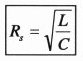 R_s = \sqrt{\frac{L}{C}}